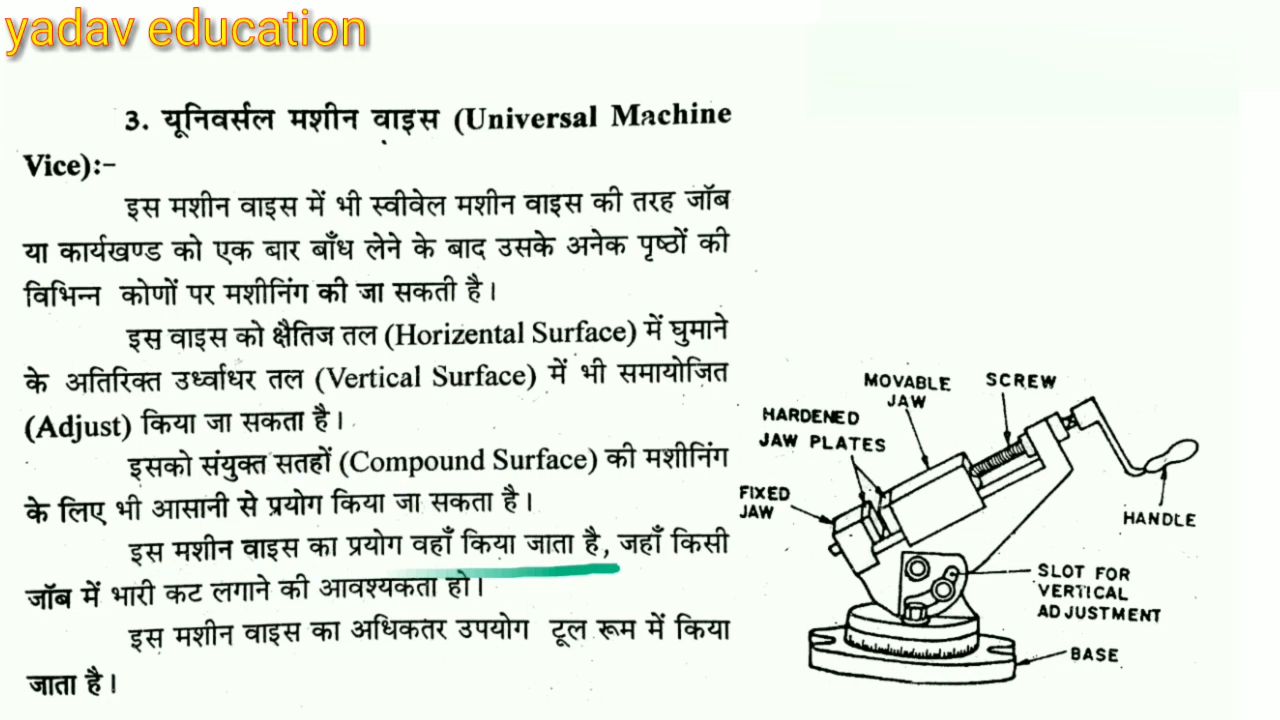 yadav education
3. यूनिवर्सल मशीन वाइस (Universal Machine
Vice):-
इस मशीन वाइस में भी स्वीवेल मशीन वाइस की तरह जॉब
या कार्यखण्ड को एक बार बाँध लेने के बाद उसके अनेक पृष्ठों की
विभिन्न कोणों पर मशीनिंग की जा सकती है।
इस वाइस को क्षैतिज तल (Horizental Surface) में घुमाने
के अतिरिक्त उर्ध्वाधर तल (Vertical Surface) में भी समायोजित
(Adjust) किया जा सकता है।
इसको संयुक्त सतहों (Compound Surface) की मशीनिंग
के लिए भी आसानी से प्रयोग किया जा सकता है।
इस मशीन वाइस का प्रयोग वहाँ किया जाता है, जहाँ किसी
जॉब में भारी कट लगाने की आवश्यकता हो।
इस मशीन वाइस का अधिकतर उपयोग टूल रूम में किया
जाता है।
MOVABLE
JAW
SCREW
HARDENED
JAW PLATES
FIXED
JAW
HANDLE
SLOT FOR
VERTICAL
ADJUSTMENT
BASE